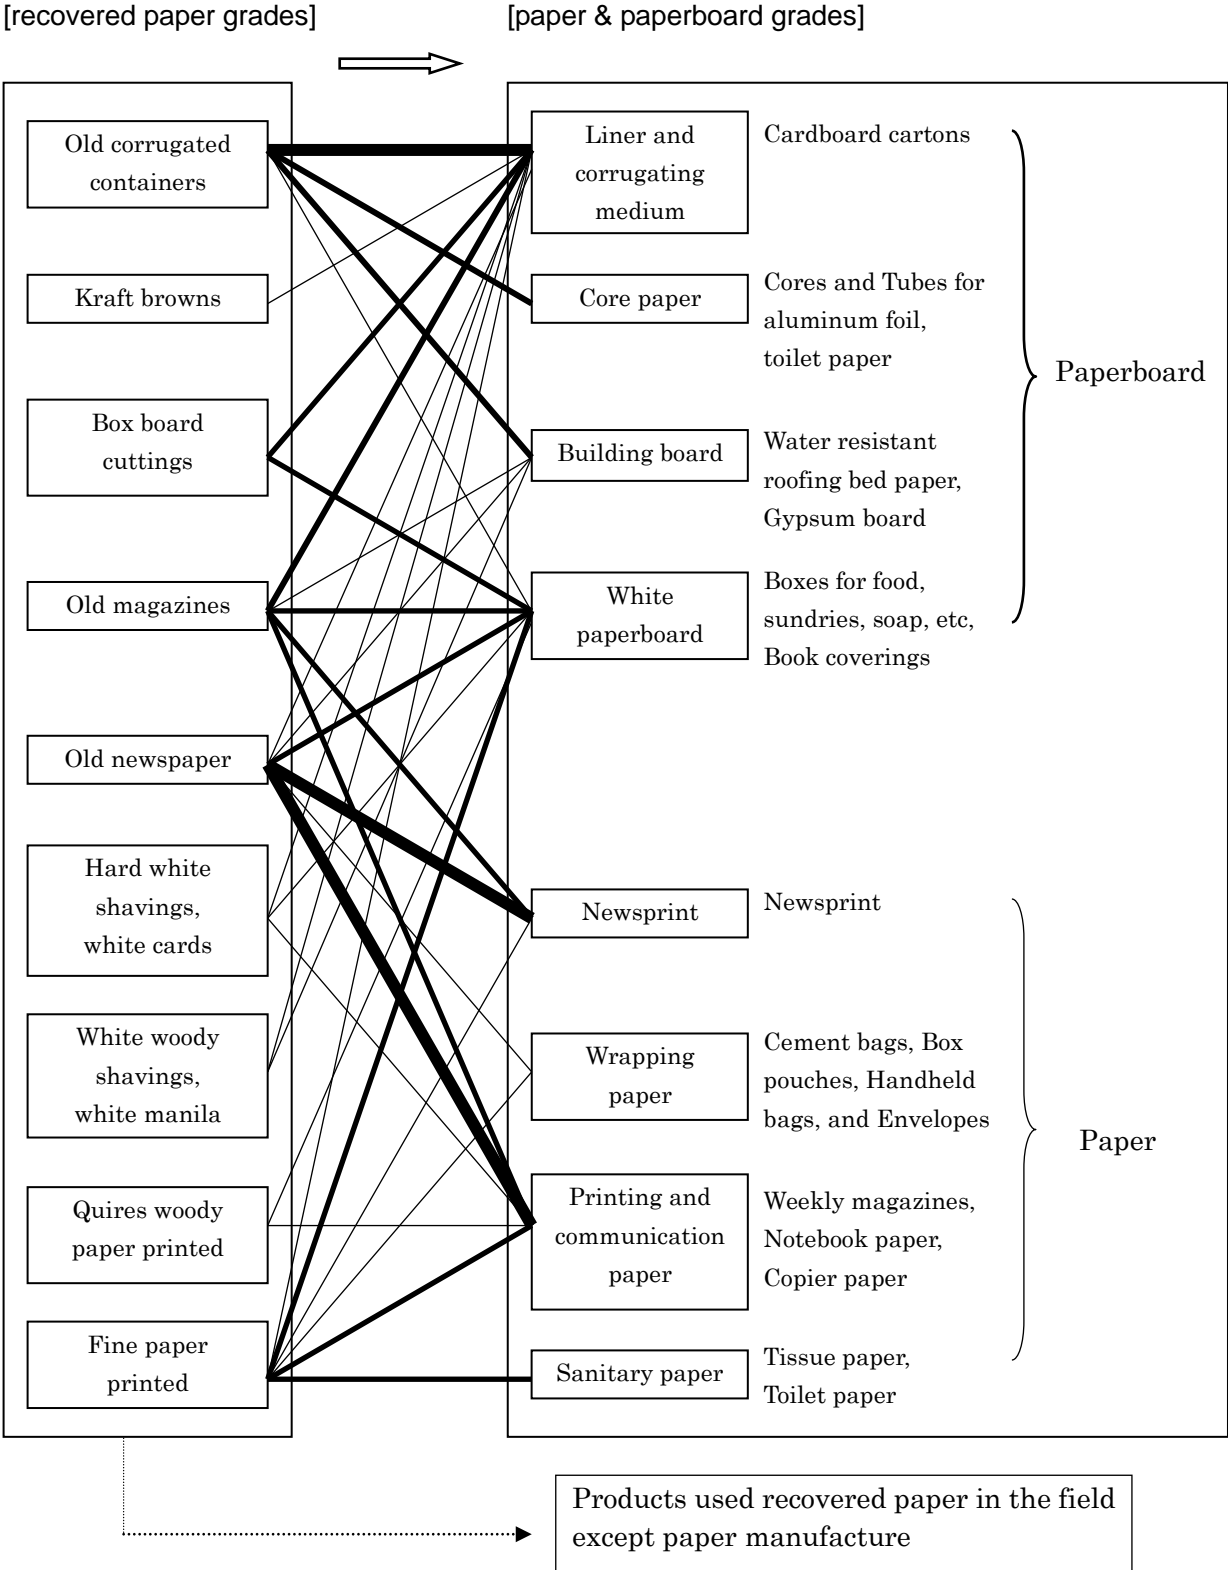 [recovered paper grades]
[paper & paperboard grades]
Old corrugated
containers
Kraft browns
Box board
cuttings
Old magazines
Old newspaper
Hard white
shavings,
white cards
White woody
shavings,
white manila
Quires woody
paper printed
Fine paper
printed
Liner and
corrugating
medium
Cardboard cartons
Core paper
Cores and Tubes for
aluminum foil,
toilet paper
Building board
Water resistant
roofing bed paper,
Gypsum board
White
paperboard
Boxes for food,
sundries, soap, etc,
Book coverings
Paperboard
Newsprint
Newsprint
Wrapping
paper
Cement bags, Box
pouches, Handheld
bags, and Envelopes
Printing and
communication
paper
Weekly magazines,
Notebook paper,
Copier paper
Sanitary paper
Tissue paper,
Toilet paper
Paper
Products used recovered paper in the field
except paper manufacture